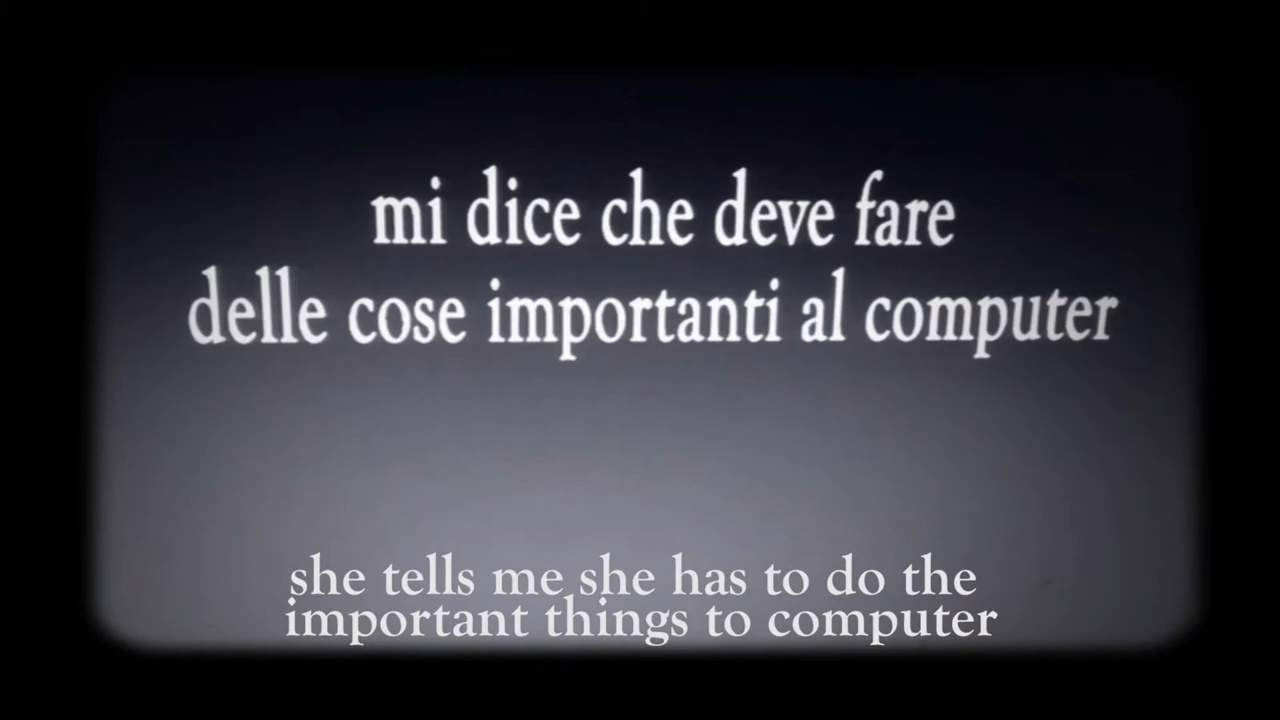 mi dice che deve fare
delle cose importanti al computer
she tells me she has to do the
important things to computer